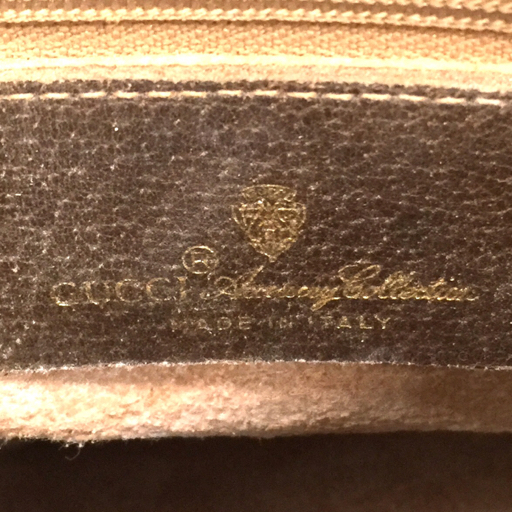 GUCCI® Accessory Collection
MADE IN ITALY